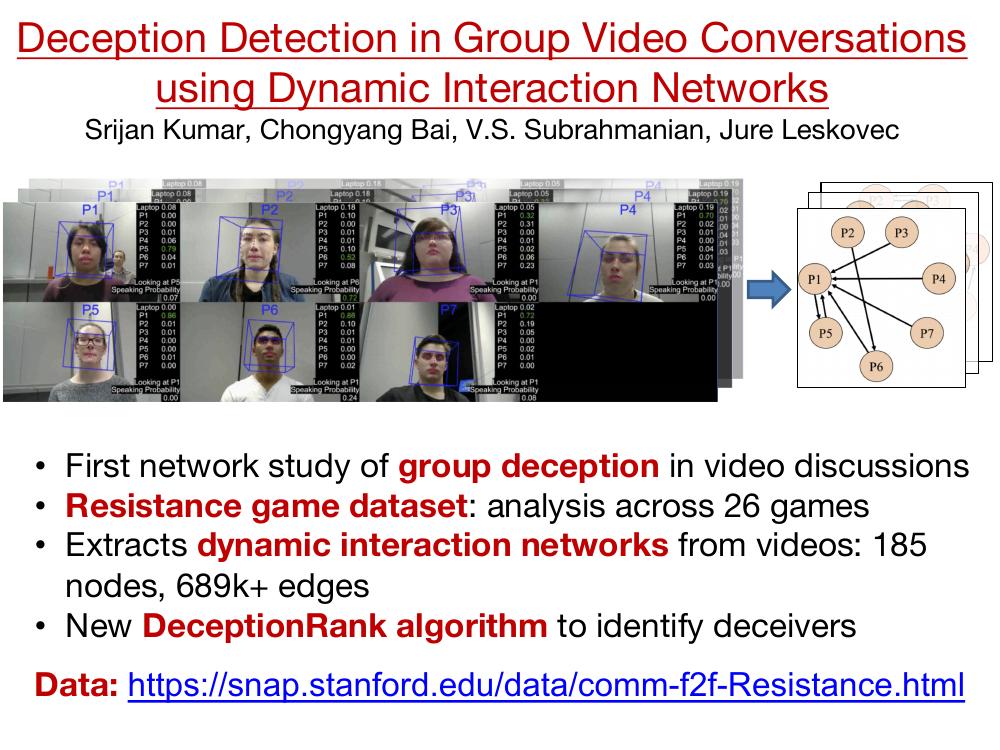 Deception Detection in Group Video Conversations
using Dynamic Interaction Networks
Srijan Kumar, Chongyang Bai, V.S. Subrahmanian, Jure Leskovec
P1
Laptop 0.08
P1 0.00
P2 0.00
P3 0.01
P4 0.06
P5 0.79
P6 0.04
P7 0.01
Looking at P5
Speaking Probability
0.07
P2
Laptop 0.18
P1 0.10
P2 0.00
P3 0.01
P4 0.05
P5 0.10
P6 0.52
P7 0.08
Looking at P6
Speaking Probability
0.72
P3
Laptop 0.05
P1 0.32
P2 0.31
P3 0.00
P4 0.02
P5 0.02
P6 0.06
P7 0.23
Looking at P1
Speaking Probability
0.00
P4
Laptop 0.19
P1 0.70
P2 0.02
P3 0.01
P4 0.04
P5 0.01
P6 0.02
P7 0.03
Looking at P1
Speaking Probability
0.00
P5
Laptop 0.00
P1 0.86
P2 0.01
P3 0.01
P4 0.01
P5 0.00
P6 0.01
P7 0.01
Looking at P1
Speaking Probability
0.00
P6
Laptop 0.01
P1 0.86
P2 0.10
P3 0.01
P4 0.00
P5 0.01
P6 0.00
P7 0.02
Looking at P1
Speaking Probability
0.24
P7
Laptop 0.02
P1 0.72
P2 0.19
P3 0.05
P4 0.01
P5 0.02
P6 0.01
P7 0.00
Looking at P1
Speaking Probability
0.08
P2 P3
P1 P4
P5 P7
P6
• First network study of group deception in video discussions
• Resistance game dataset: analysis across 26 games
• Extracts dynamic interaction networks from videos: 185
nodes, 689k+ edges
• New DeceptionRank algorithm to identify deceivers
Data: https://snap.stanford.edu/data/comm-f2f-Resistance.html